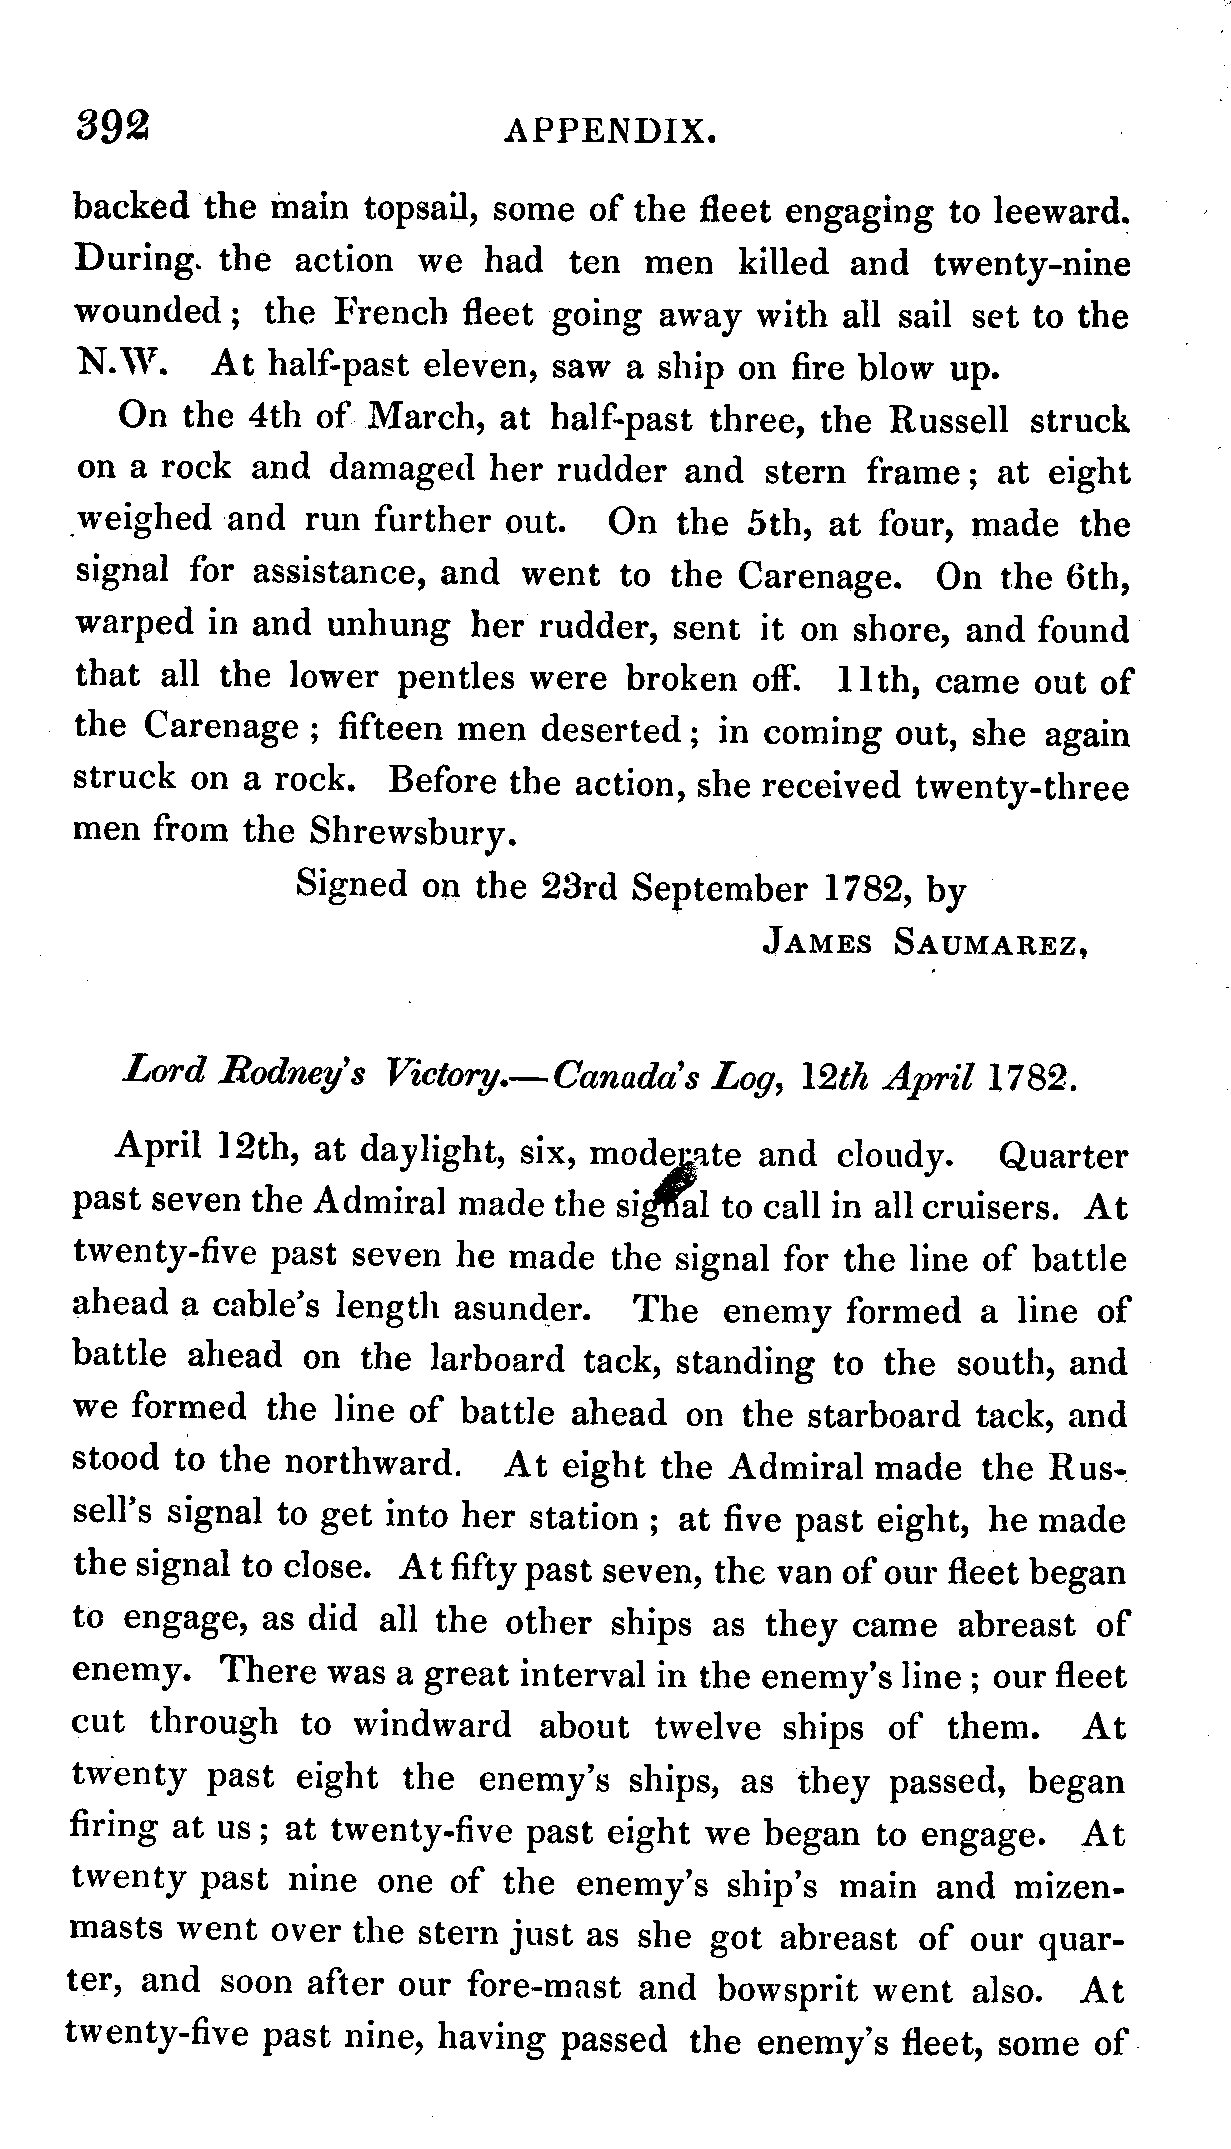 392 APPENDIX.
backed the main topsail, some of the fleet engaging to leeward.
During. the action we had ten men killed and twenty-nine
wounded ; the French fleet going away with all sail set to the
N.W. At half-past eleven, saw a ship on fire blow up.
On the 4th of March, at half-past three, the Russell struck
on a rock and damaged her rudder and stern frame ; at eight
weighed and run further out. On the 5th, at four, made the
signal for assistance, and went to the Carenage. On the 6th,
warped in and unhung her rudder, sent it on shore, and found
that all the lower pentles were broken off. 11th, came out of
the Carenage ; fifteen men deserted ; in coming out, she again
struck on a rock. Before the action, she received twenty-three
men from the Shrewsbury.
Signed on the 23rd September 1782, by
JAMES SAUMAREZ,
Lord Rodney's Victory.—Canada's Log, 12th April 1782.
April 12th, at daylight, six, moderate and cloudy. Quarter
past seven the Admiral made the signal to call in all cruisers. At
twenty-five past seven he made the signal for the line of battle
ahead a cable's length asunder. The enemy formed a line of
battle ahead on the larboard tack, standing to the south, and
we formed the line of battle ahead on the starboard tack, and
stood to the northward. At eight the Admiral made the Rus-
sell's signal to get into her station ; at five past eight, he made
the signal to close. At fifty past seven, the van of our fleet began
to engage, as did all the other ships as they came abreast of
enemy. There was a great interval in the enemy's line ; our fleet
cut through to windward about twelve ships of them. At
twenty past eight the enemy's ships, as they passed, began
firing at us ; at twenty-five past eight we began to engage. At
twenty past nine one of the enemy's ship's main and mizen-
masts went over the stern just as she got abreast of our quar-
ter, and soon after our fore-mast and bowsprit went also. At
twenty-five past nine, having passed the enemy's fleet, some of